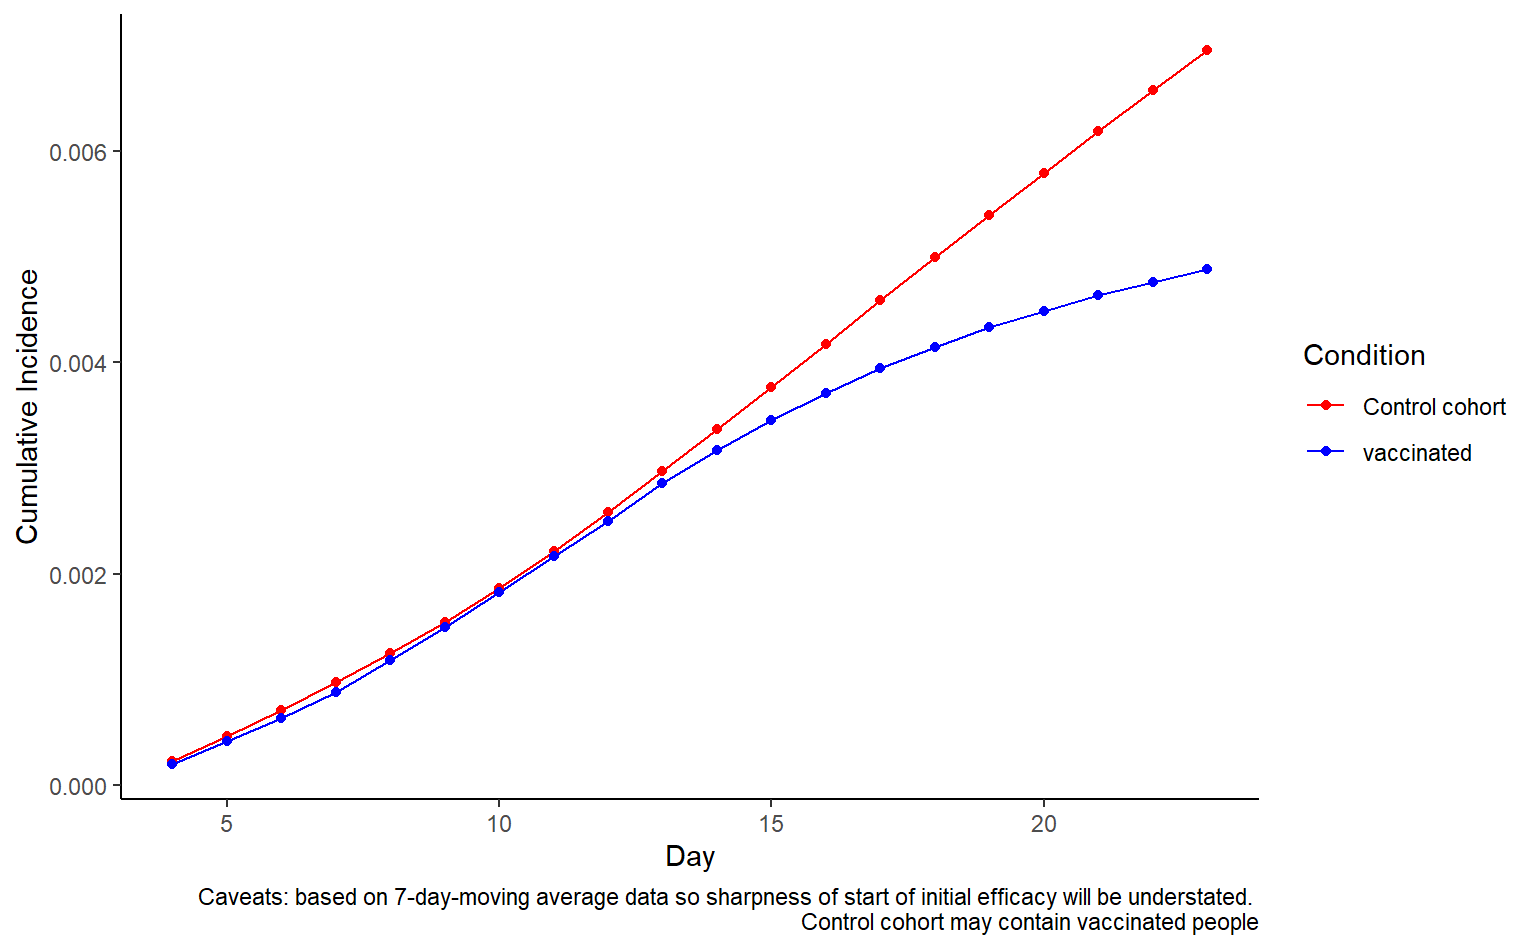 0.006
0.004
0.002
0.000
Cumulative Incidence
5 10 15 20
Day
Condition
Control cohort
vaccinated
Caveats: based on 7-day-moving average data so sharpness of start of initial efficacy will be understated.
Control cohort may contain vaccinated people